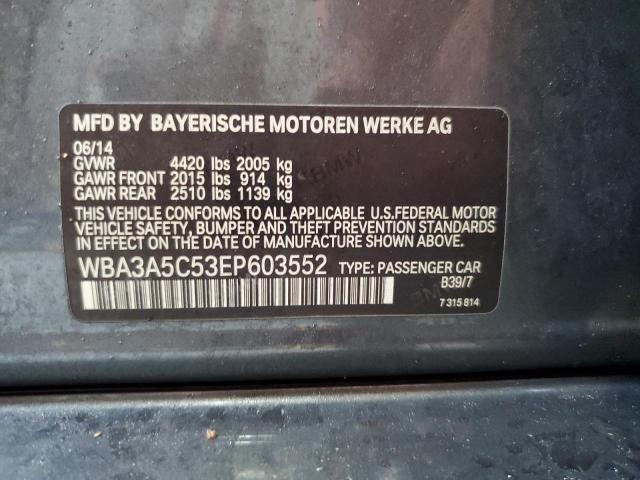 MFD BY BAYERISCHE MOTOREN WERKE AG
06/14
GVWR 4420 lbs 2005 kg
GAWR FRONT 2015 lbs 914 kg
GAWR REAR 2510 lbs 1139 kg
THIS VEHICLE CONFORMS TO ALL APPLICABLE U.S.FEDERAL MOTOR
VEHICLE SAFETY, BUMPER AND THEFT PREVENTION STANDARDS
IN EFFECT ON THE DATE OF MANUFACTURE SHOWN ABOVE.
WBA3A5C53EP603552 TYPE: PASSENGER CAR
B39/7
7 315 814
BMW
BMW
BMW